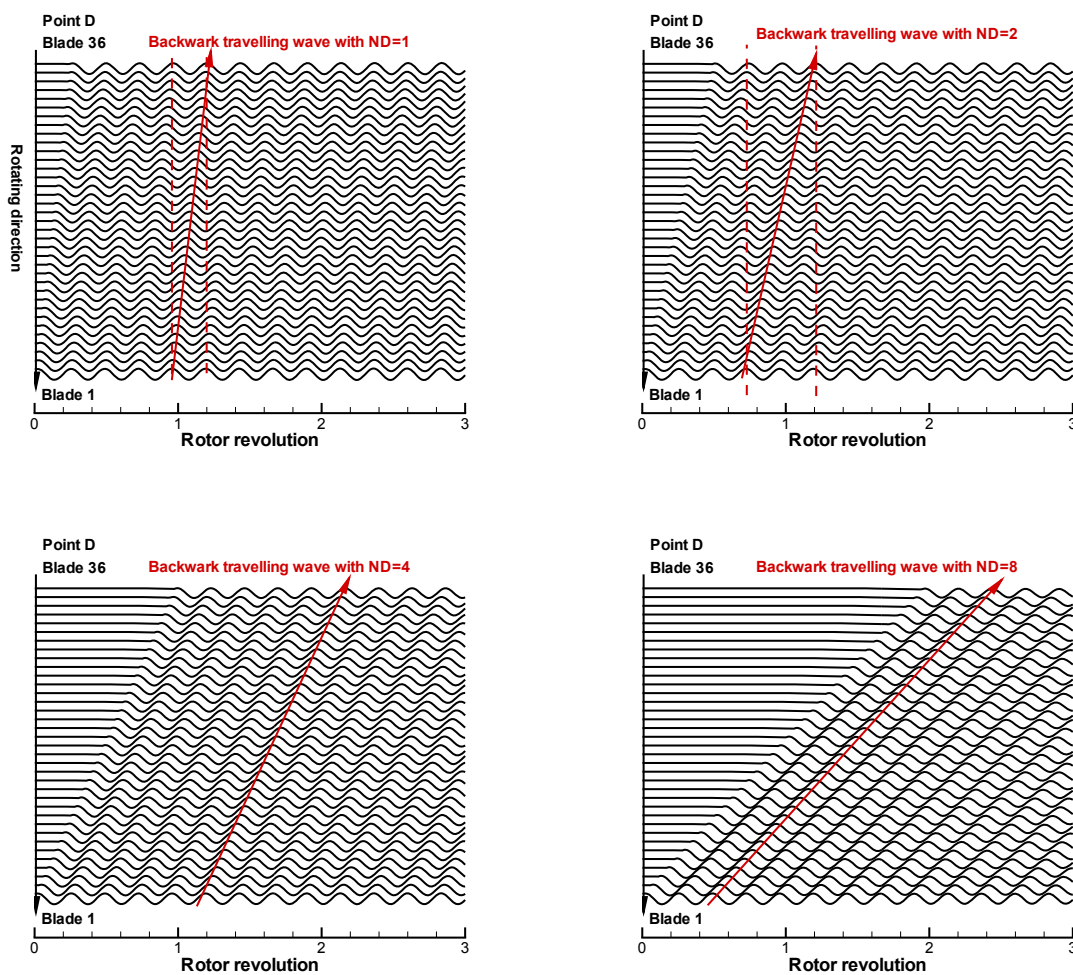 Point D
Blade 36
Backwark travelling wave with ND=1
Rotating direction
Blade 1
0 1 2 3
Rotor revolution
Point D
Blade 36
Backwark travelling wave with ND=2
Blade 1
0 1 2 3
Rotor revolution
Point D
Blade 36
Backwark travelling wave with ND=4
Blade 1
0 1 2 3
Rotor revolution
Point D
Blade 36
Backwark travelling wave with ND=8
Blade 1
0 1 2 3
Rotor revolution